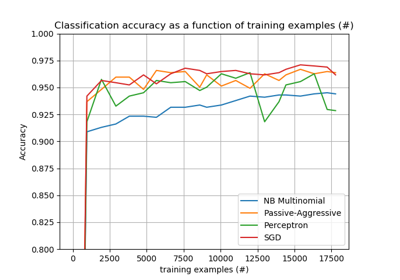 Classification accuracy as a function of training examples (#)
1.000
0.975
0.950
0.925
0.900
0.875
0.850
0.825
0.800
Accuracy
NB Multinomial
Passive-Aggressive
Perceptron
SGD
0 2500 5000 7500 10000 12500 15000 17500
training examples (#)